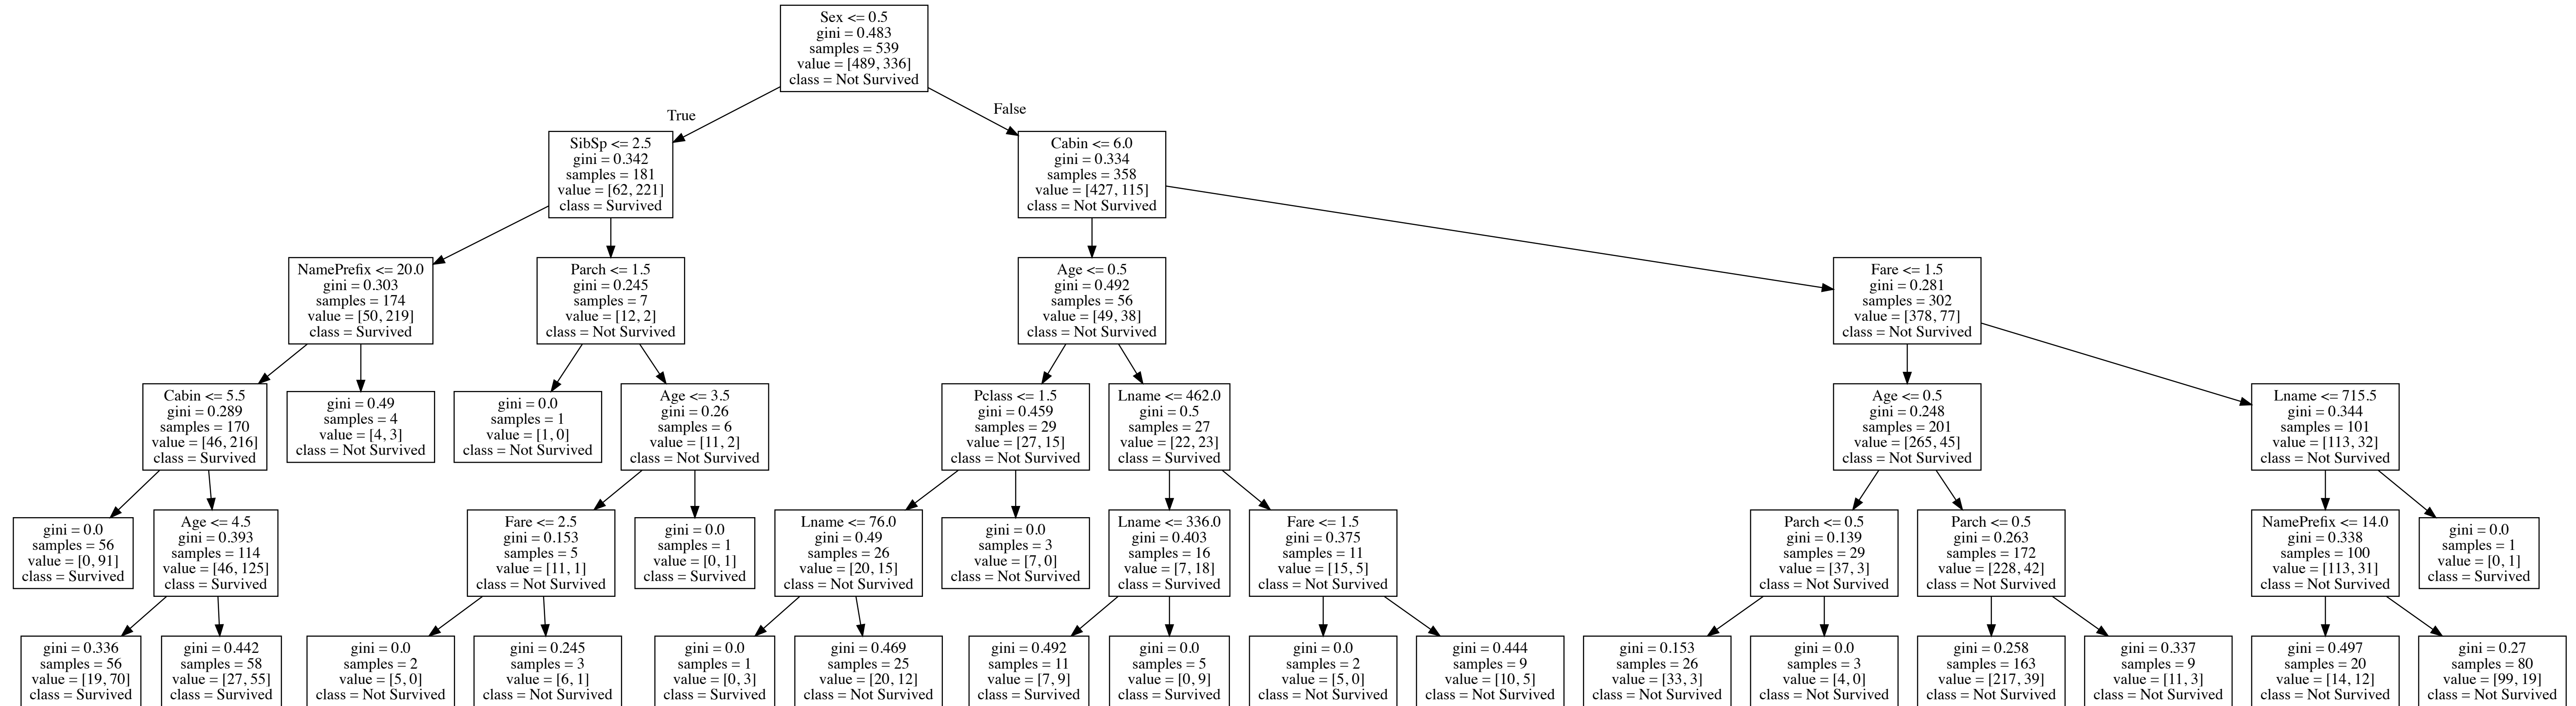 Sex <= 0.5
gini = 0.483
samples = 539
value = [489, 336]
class = Not Survived
True
False
SibSp <= 2.5
gini = 0.342
samples = 181
value = [62, 221]
class = Survived
Cabin <= 6.0
gini = 0.334
samples = 358
value = [427, 115]
class = Not Survived
NamePrefix <= 20.0
gini = 0.303
samples = 174
value = [50, 219]
class = Survived
Parch <= 1.5
gini = 0.245
samples = 7
value = [12, 2]
class = Not Survived
Age <= 0.5
gini = 0.492
samples = 56
value = [49, 38]
class = Not Survived
Fare <= 1.5
gini = 0.281
samples = 302
value = [378, 77]
class = Not Survived
Cabin <= 5.5
gini = 0.289
samples = 170
value = [46, 216]
class = Survived
gini = 0.49
samples = 4
value = [4, 3]
class = Not Survived
gini = 0.0
samples = 1
value = [1, 0]
class = Not Survived
Age <= 3.5
gini = 0.26
samples = 6
value = [11, 2]
class = Not Survived
Pclass <= 1.5
gini = 0.459
samples = 29
value = [27, 15]
class = Not Survived
Lname <= 462.0
gini = 0.5
samples = 27
value = [22, 23]
class = Survived
Age <= 0.5
gini = 0.248
samples = 201
value = [265, 45]
class = Not Survived
Lname <= 715.5
gini = 0.344
samples = 101
value = [113, 32]
class = Not Survived
gini = 0.0
samples = 56
value = [0, 91]
class = Survived
Age <= 4.5
gini = 0.393
samples = 114
value = [46, 125]
class = Survived
Fare <= 2.5
gini = 0.153
samples = 5
value = [11, 1]
class = Not Survived
gini = 0.0
samples = 1
value = [0, 1]
class = Survived
Lname <= 76.0
gini = 0.49
samples = 26
value = [20, 15]
class = Not Survived
gini = 0.0
samples = 3
value = [7, 0]
class = Not Survived
Lname <= 336.0
gini = 0.403
samples = 16
value = [7, 18]
class = Survived
Fare <= 1.5
gini = 0.375
samples = 11
value = [15, 5]
class = Not Survived
Parch <= 0.5
gini = 0.139
samples = 29
value = [37, 3]
class = Not Survived
Parch <= 0.5
gini = 0.263
samples = 172
value = [228, 42]
class = Not Survived
NamePrefix <= 14.0
gini = 0.338
samples = 100
value = [113, 31]
class = Not Survived
gini = 0.0
samples = 1
value = [0, 1]
class = Survived
gini = 0.336
samples = 56
value = [19, 70]
class = Survived
gini = 0.442
samples = 58
value = [27, 55]
class = Survived
gini = 0.0
samples = 2
value = [5, 0]
class = Not Survived
gini = 0.245
samples = 3
value = [6, 1]
class = Not Survived
gini = 0.0
samples = 1
value = [0, 3]
class = Survived
gini = 0.469
samples = 25
value = [20, 12]
class = Not Survived
gini = 0.492
samples = 11
value = [7, 9]
class = Survived
gini = 0.0
samples = 5
value = [0, 9]
class = Survived
gini = 0.0
samples = 2
value = [5, 0]
class = Not Survived
gini = 0.444
samples = 9
value = [10, 5]
class = Not Survived
gini = 0.153
samples = 26
value = [33, 3]
class = Not Survived
gini = 0.0
samples = 3
value = [4, 0]
class = Not Survived
gini = 0.258
samples = 163
value = [217, 39]
class = Not Survived
gini = 0.337
samples = 9
value = [11, 3]
class = Not Survived
gini = 0.497
samples = 20
value = [14, 12]
class = Not Survived
gini = 0.27
samples = 80
value = [99, 19]
class = Not Survived